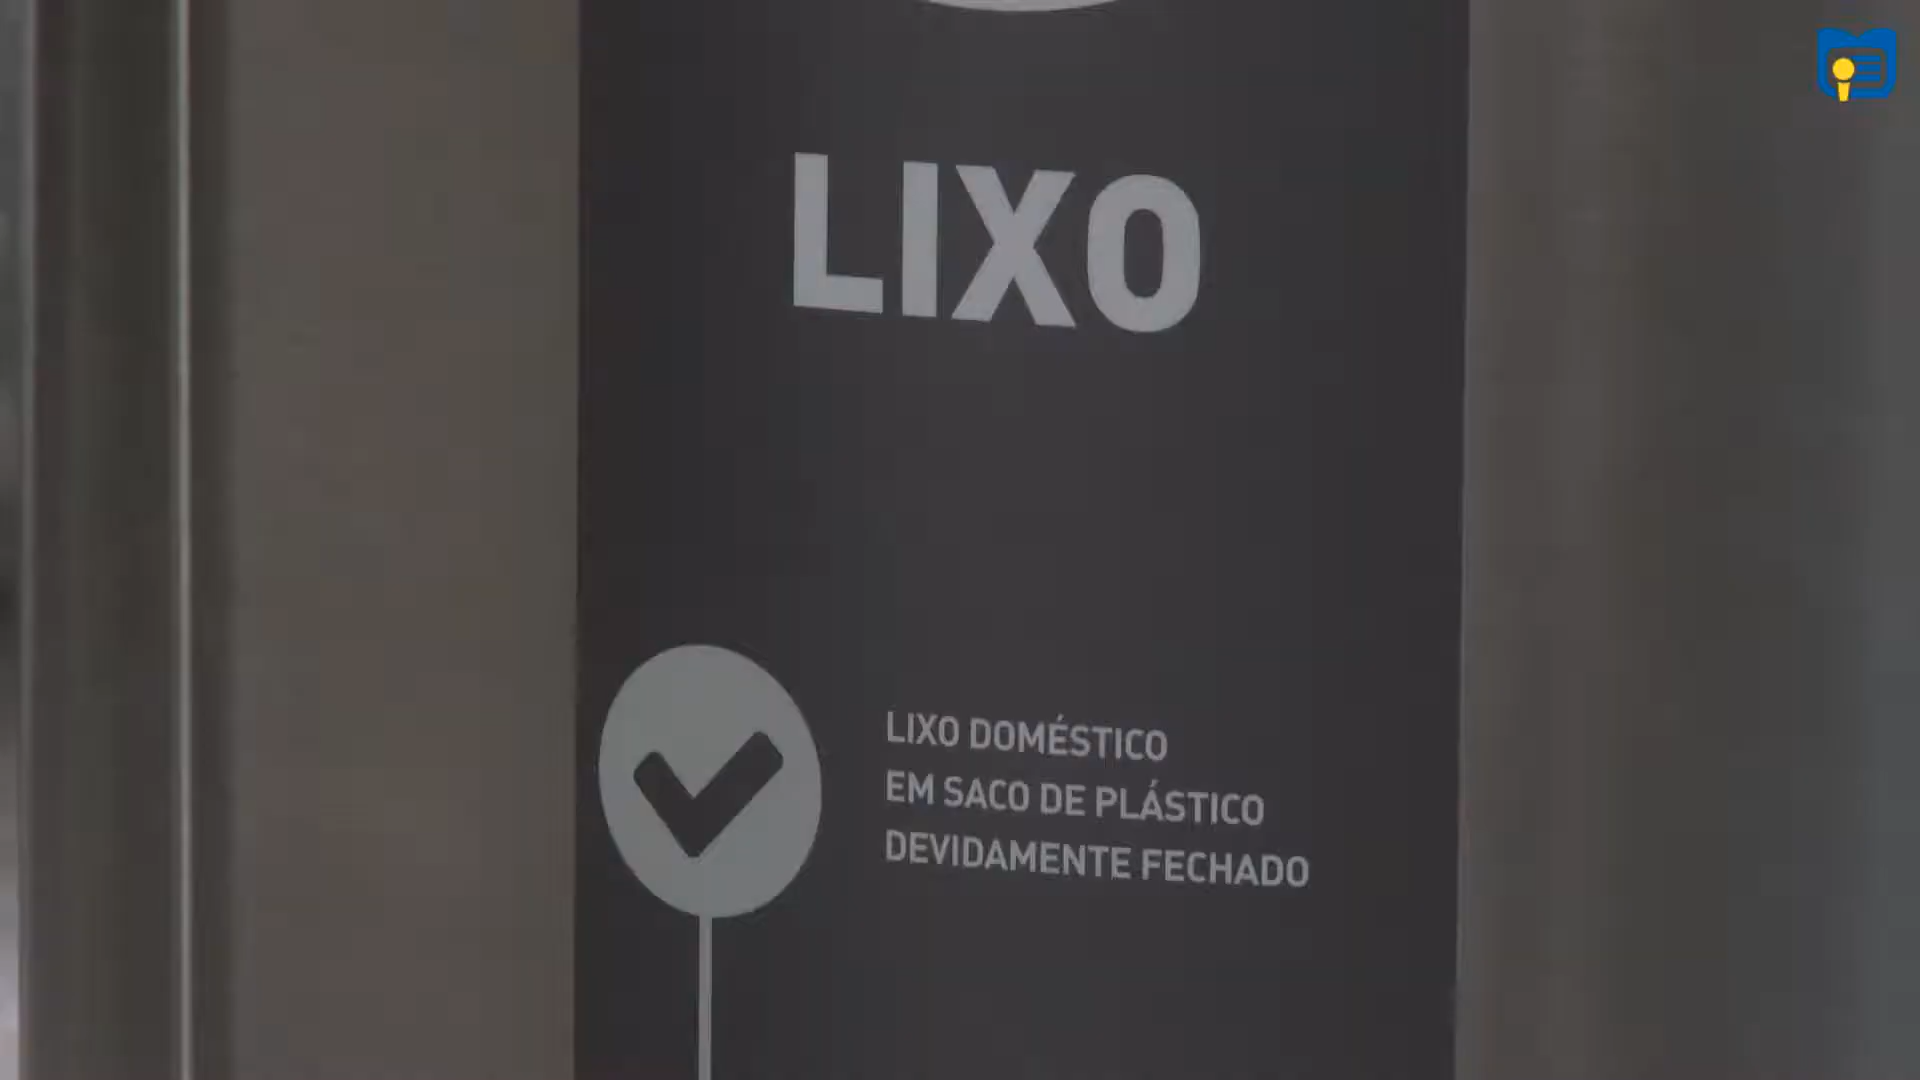 LIXO
LIXO DOMÉSTICO
EM SACO DE PLÁSTICO
DEVIDAMENTE FECHADO